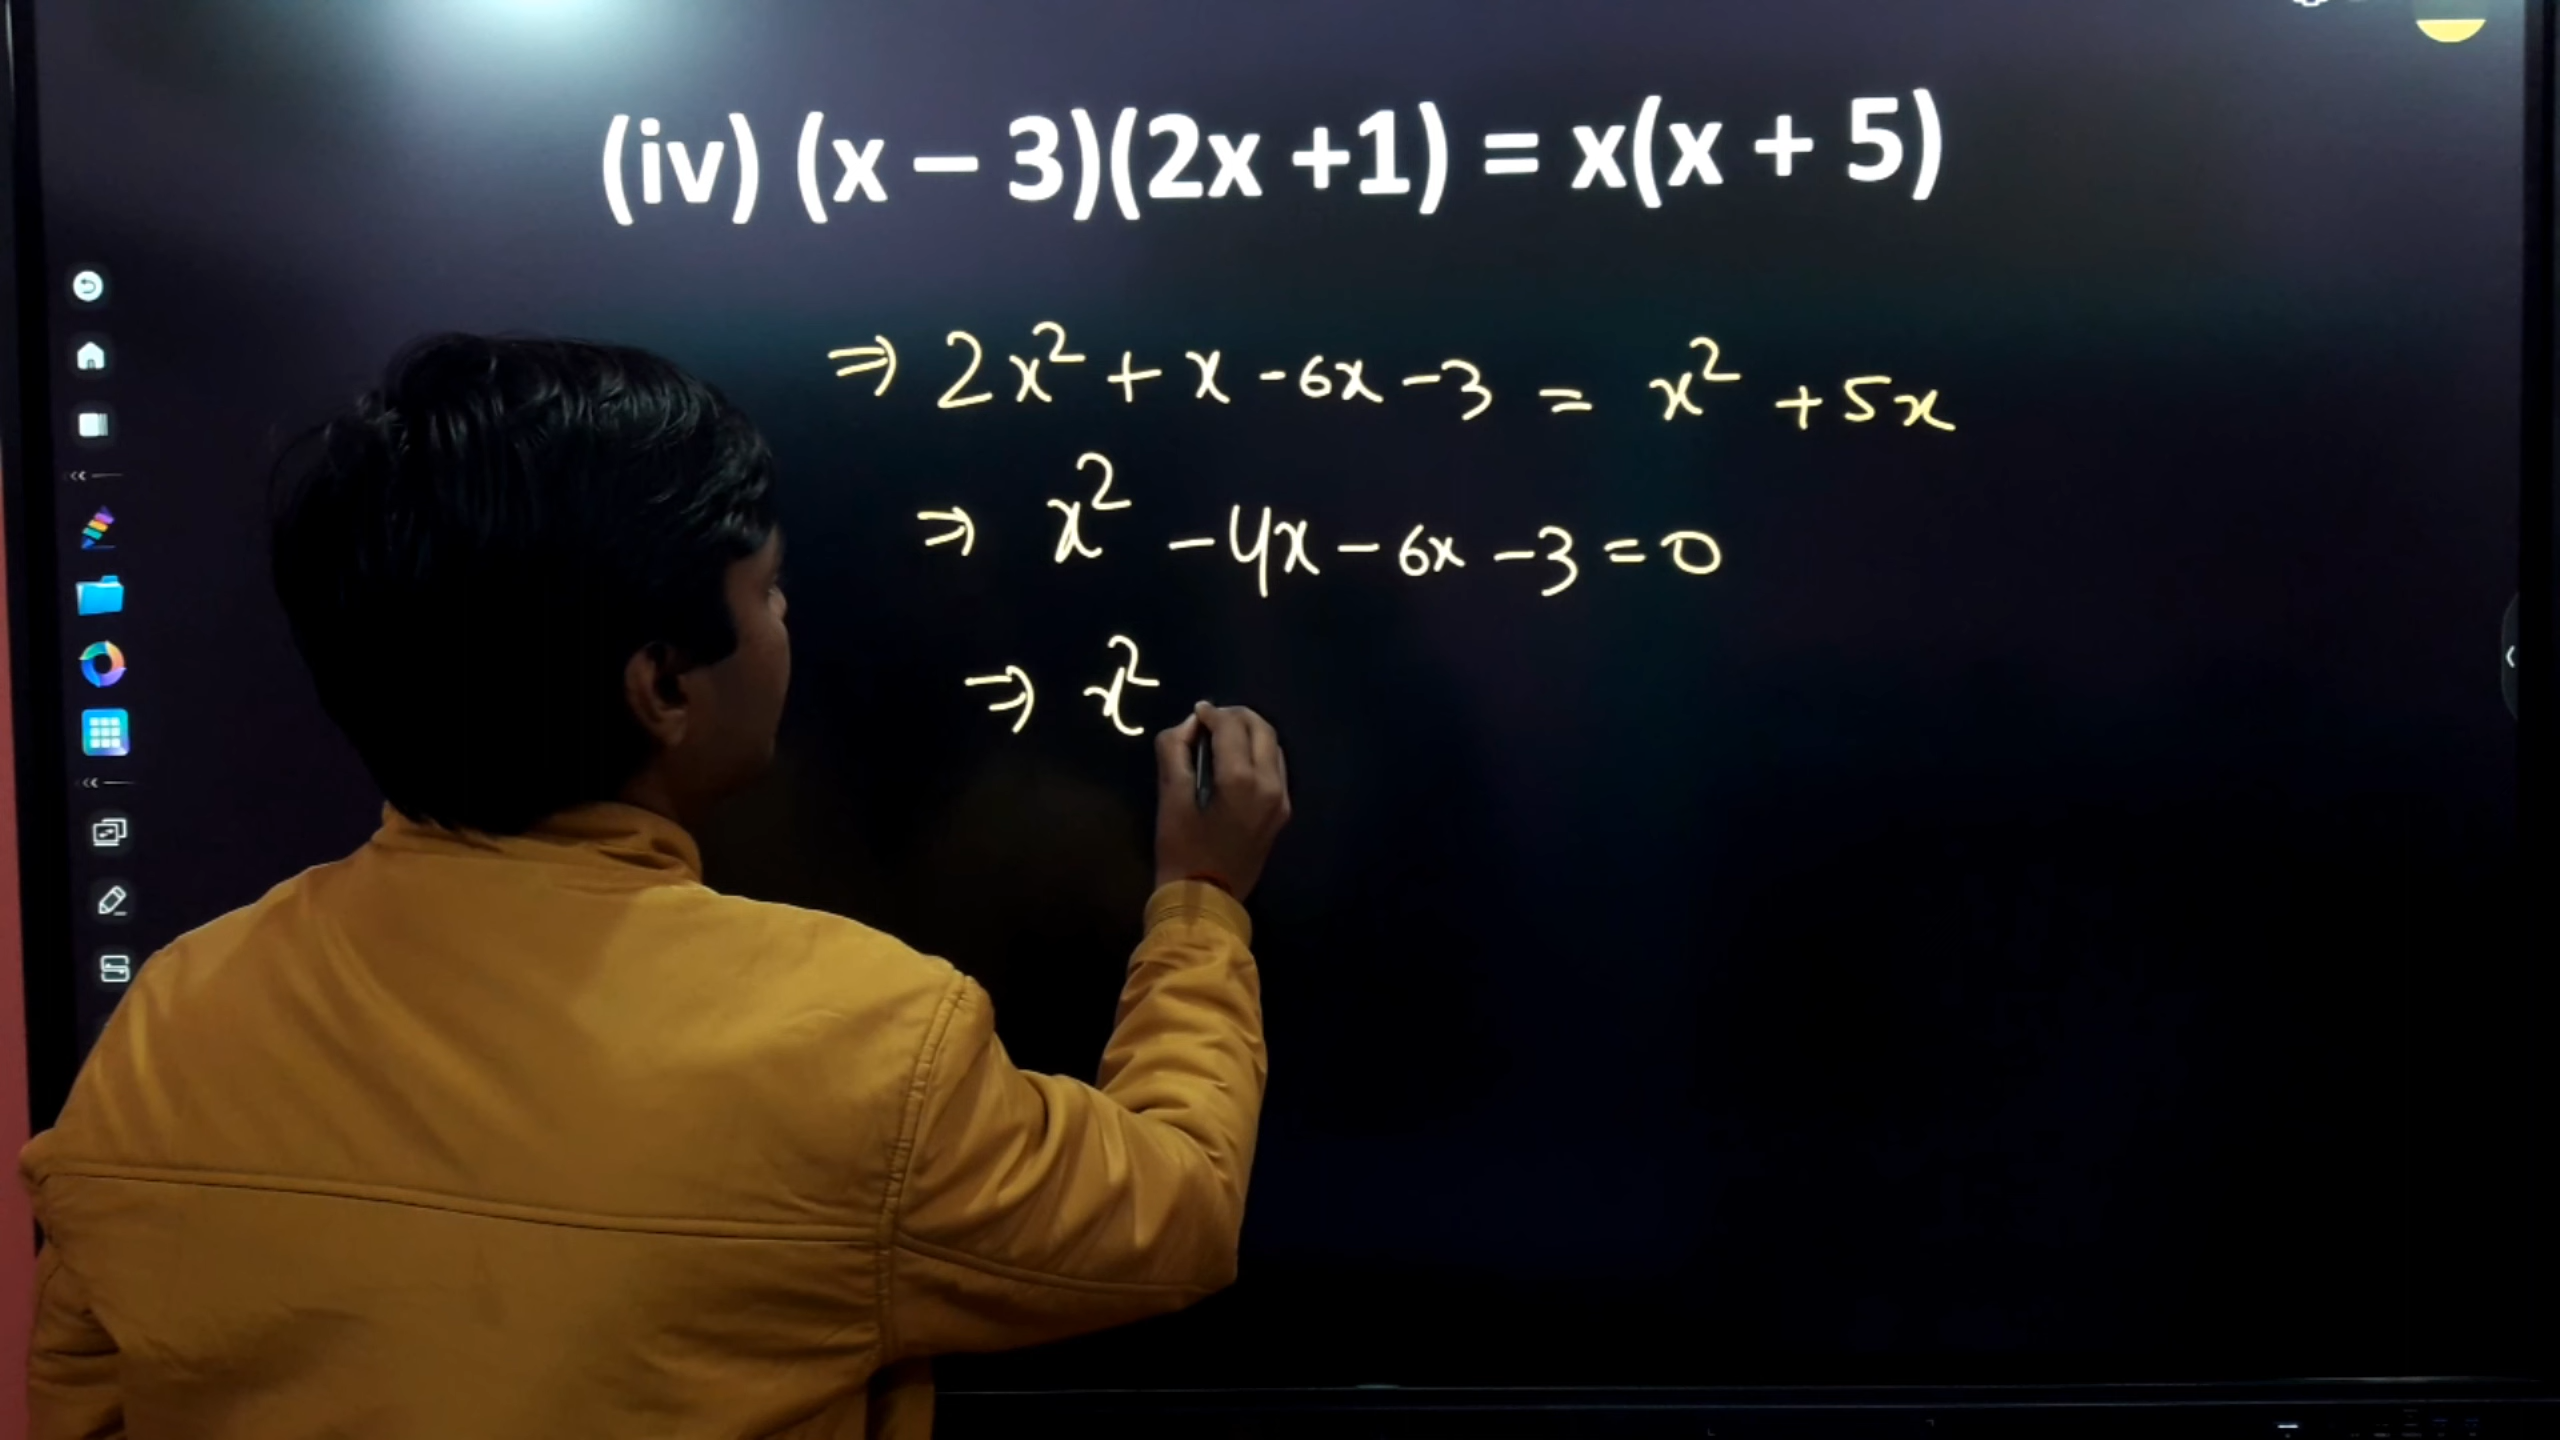 (iv) (x – 3)(2x +1) = x(x + 5)
⇒ 2x² + x - 6x - 3 = x² + 5x
⇒ x² - 4x - 6x - 3 = 0
⇒ x²